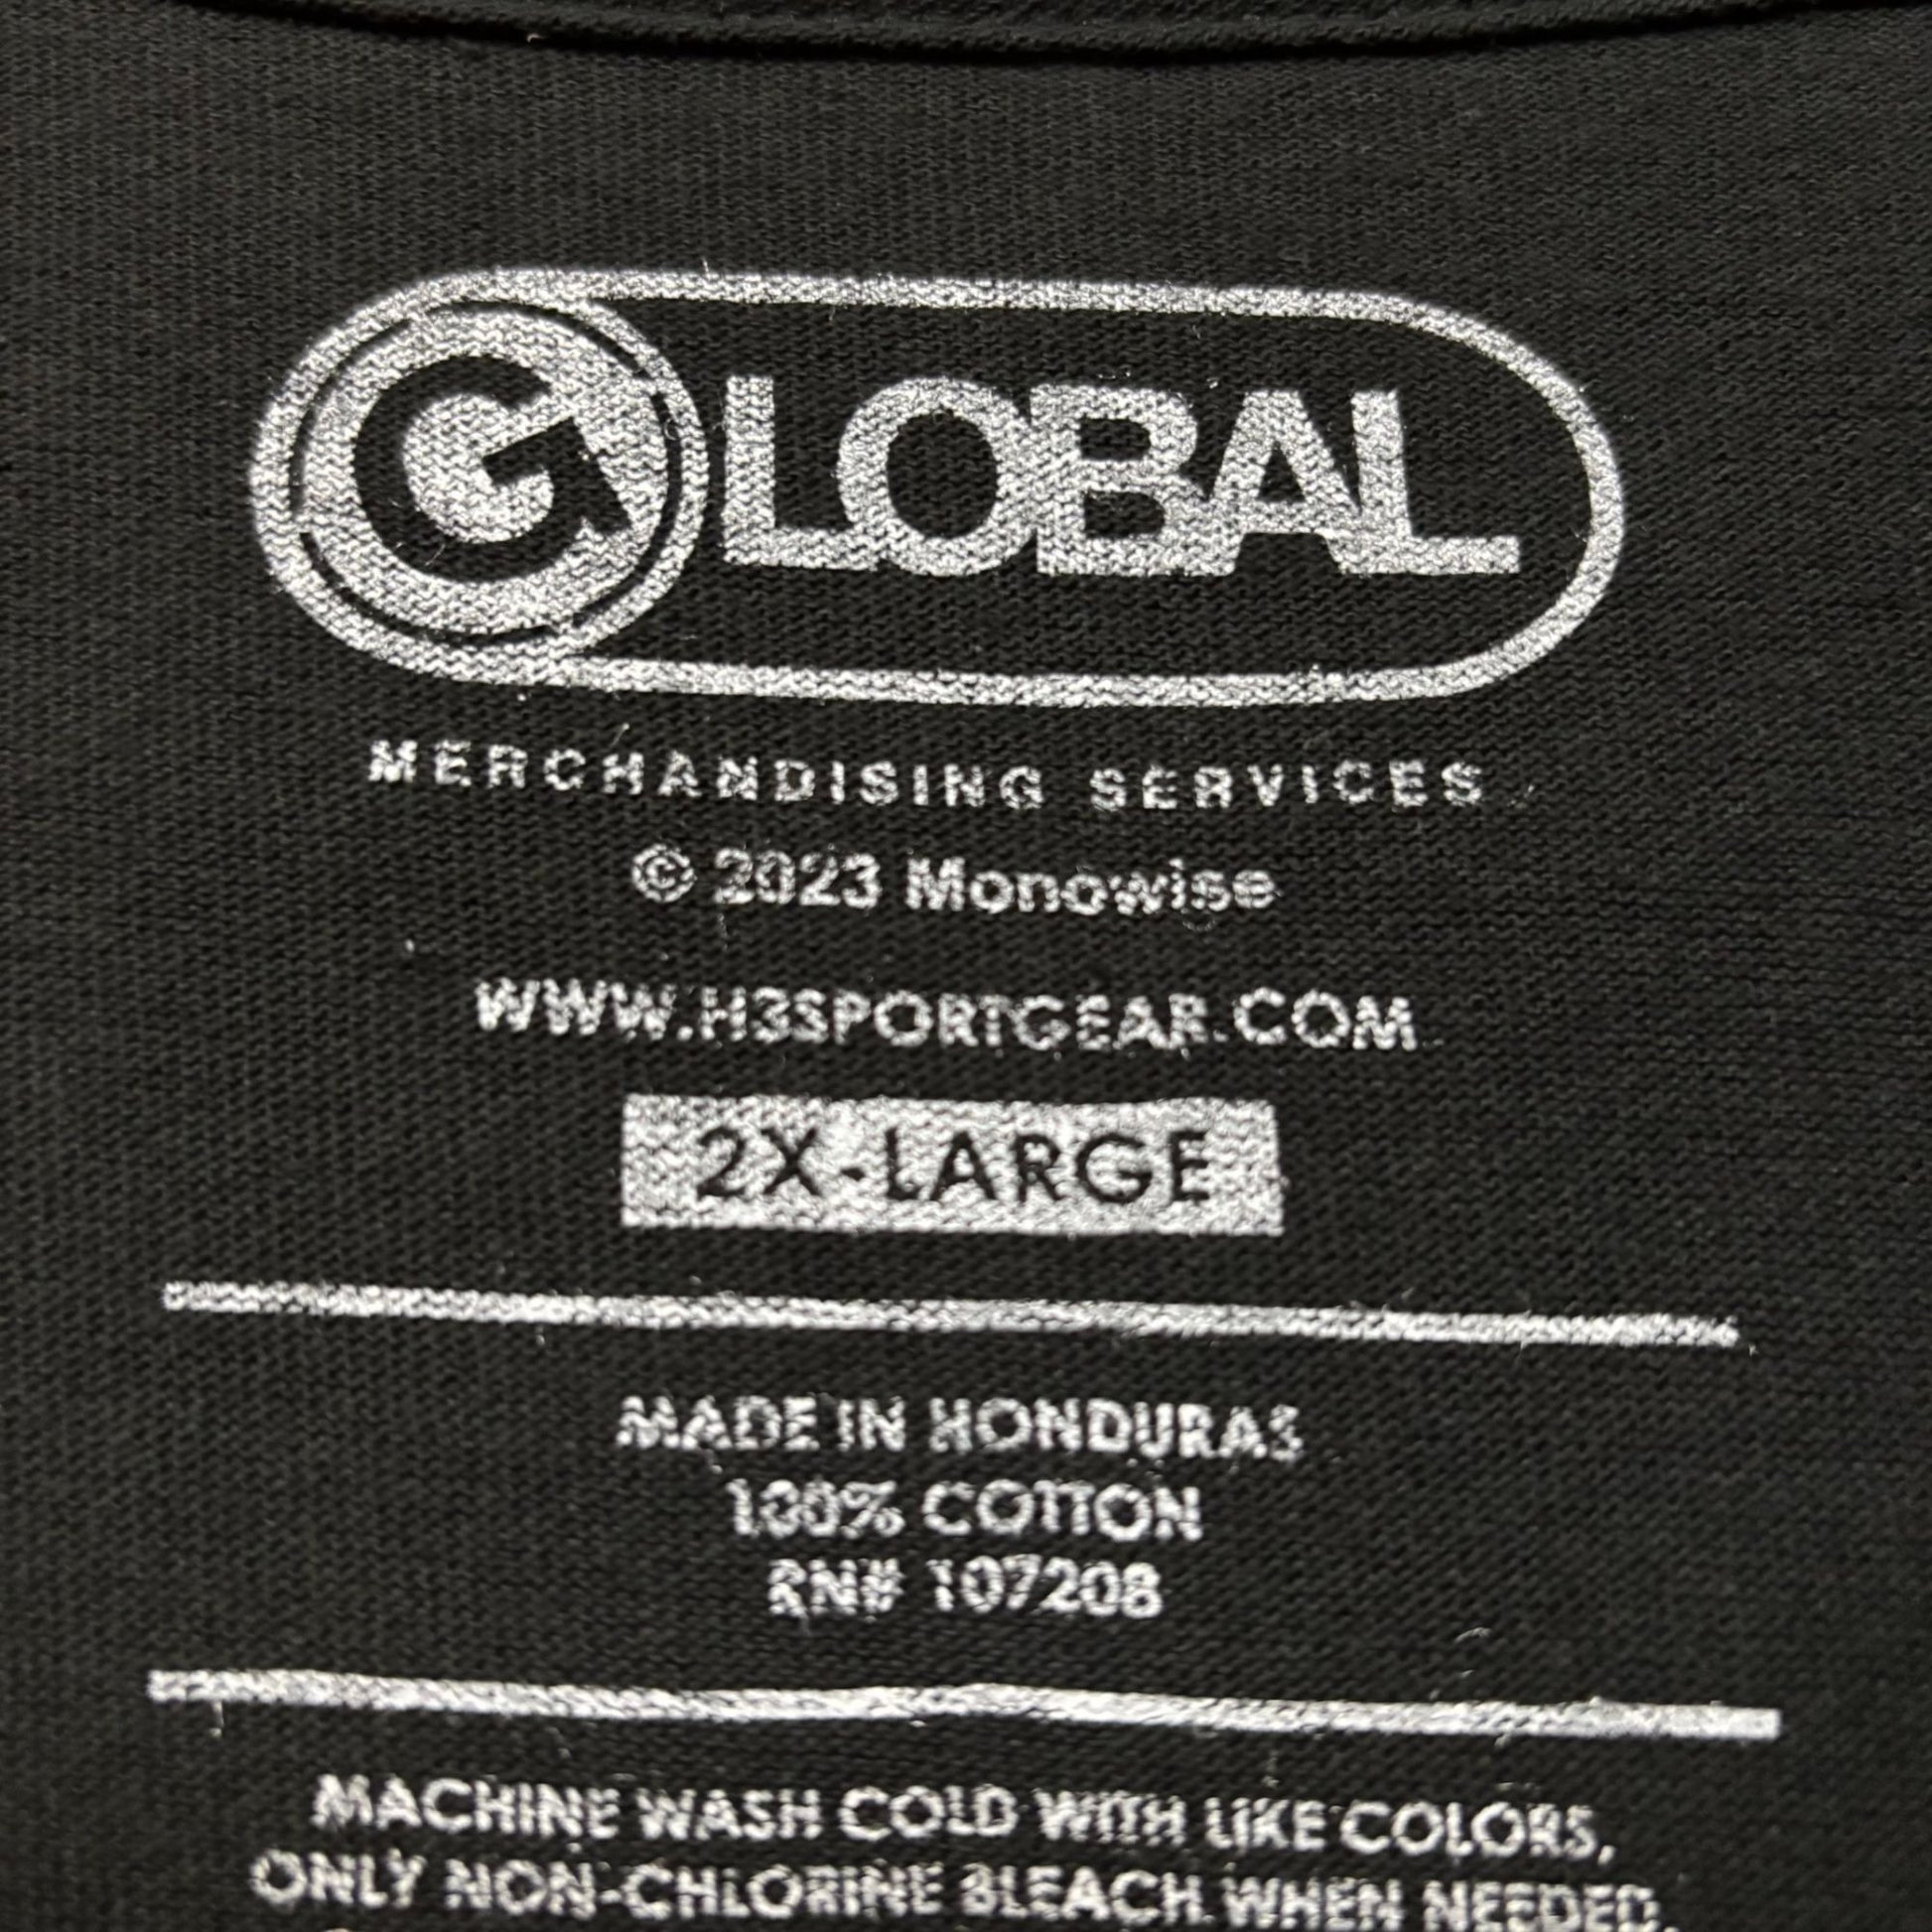 GLOBAL
MERCHANDISING SERVICES
© 2023 Monowise
WWW.H3SPORTGEAR.COM
2X-LARGE
MADE IN HONDURAS
100% COTTON
RN# 107208
MACHINE WASH COLD WITH LIKE COLORS,
ONLY NON-CHLORINE BLEACH WHEN NEEDED,